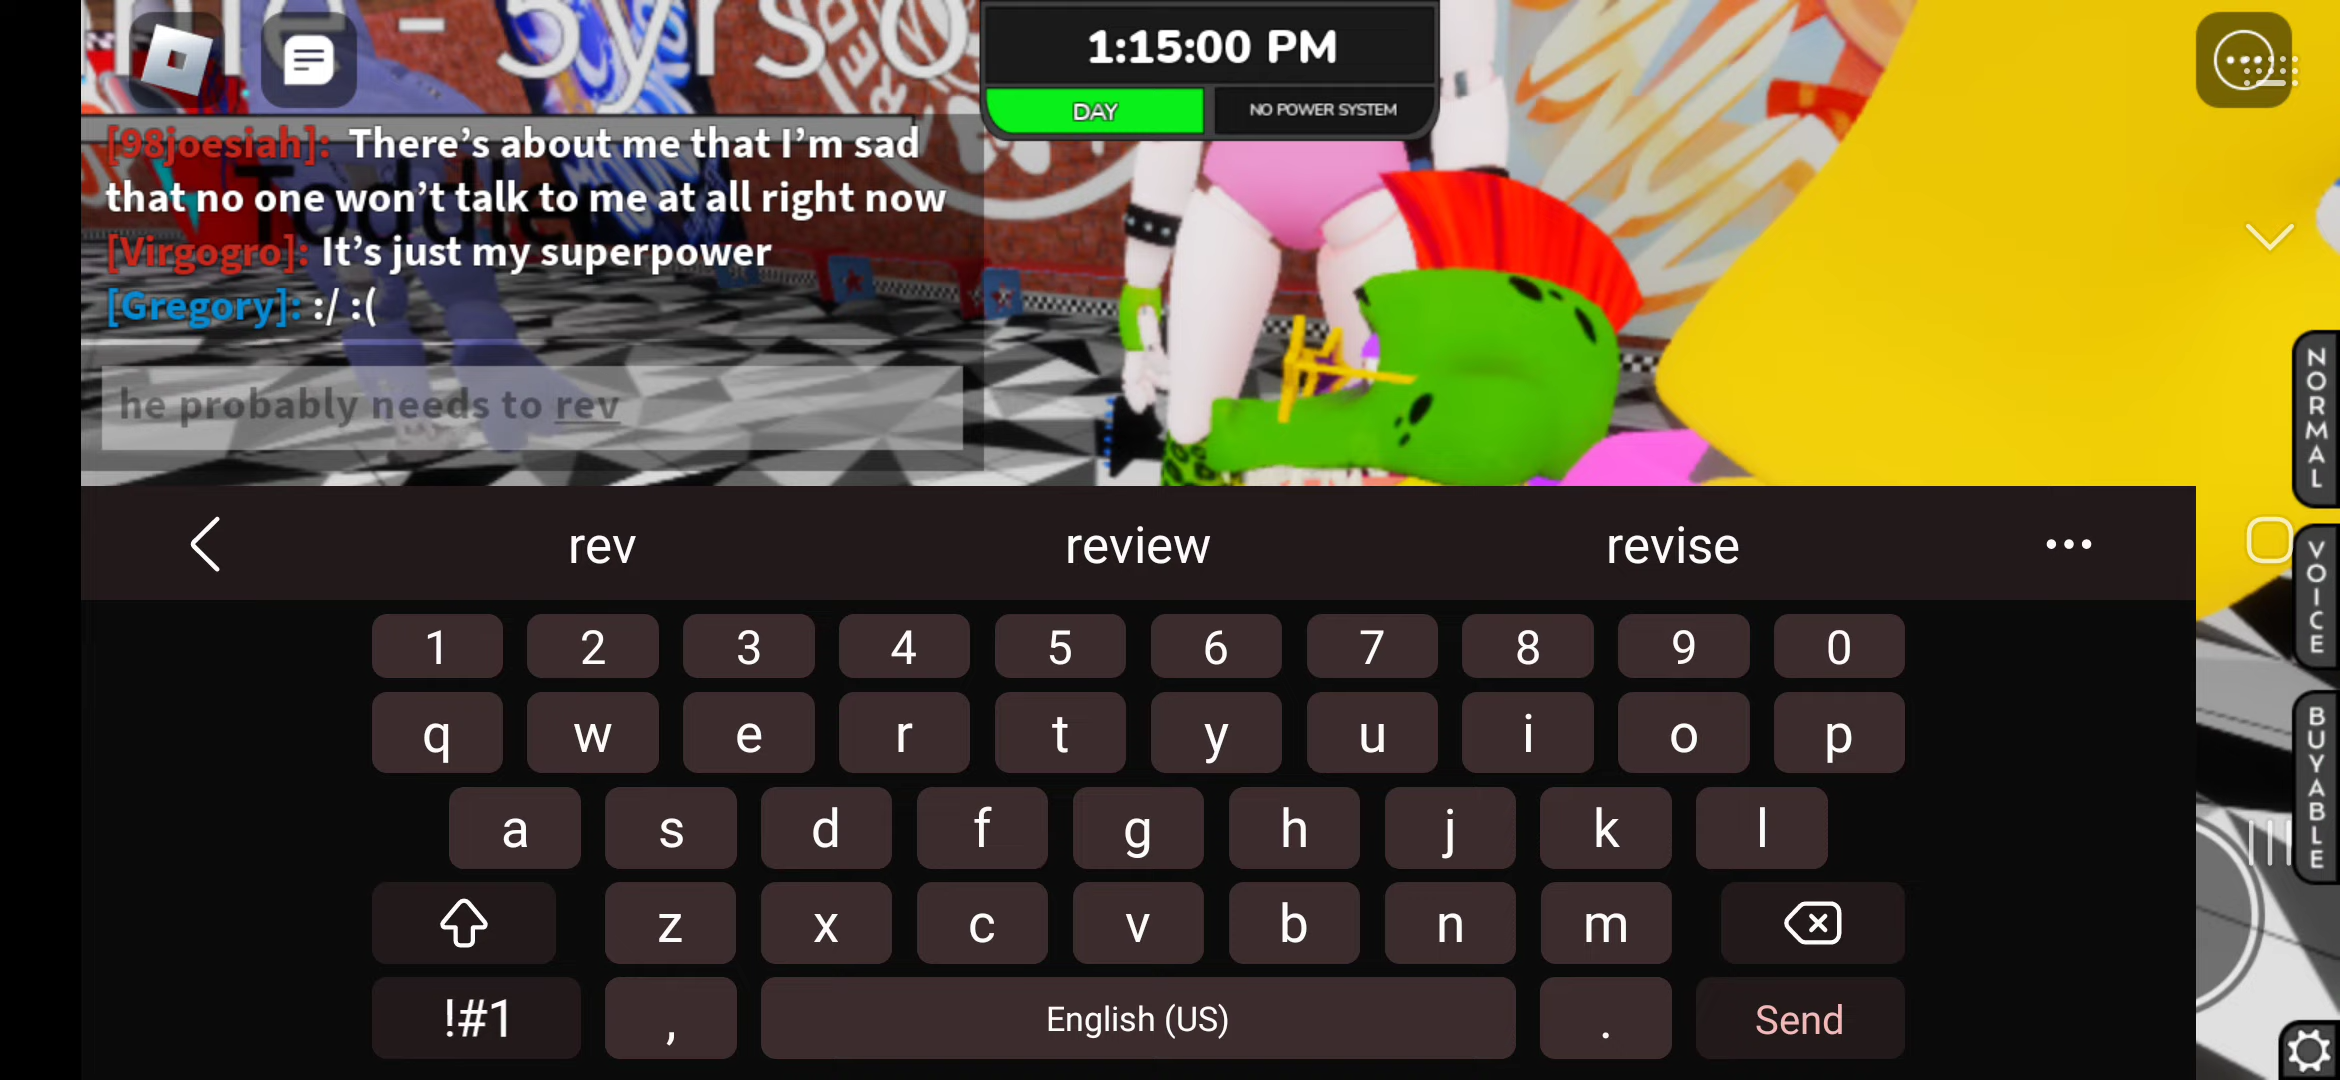 - 5yrs o
1:15:00 PM
DAY
NO POWER SYSTEM
[98joesiah]: There's about me that I'm sad
that no one won't talk to me at all right now
[Virgogro]: It's just my superpower
[Gregory]: :/ :(
he probably needs to rev
NORMAL
VOICE
BUYABLE
rev review revise
1 2 3 4 5 6 7 8 9 0
q w e r t y u i o p
a s d f g h j k l
z x c v b n m
!#1 , English (US) . Send